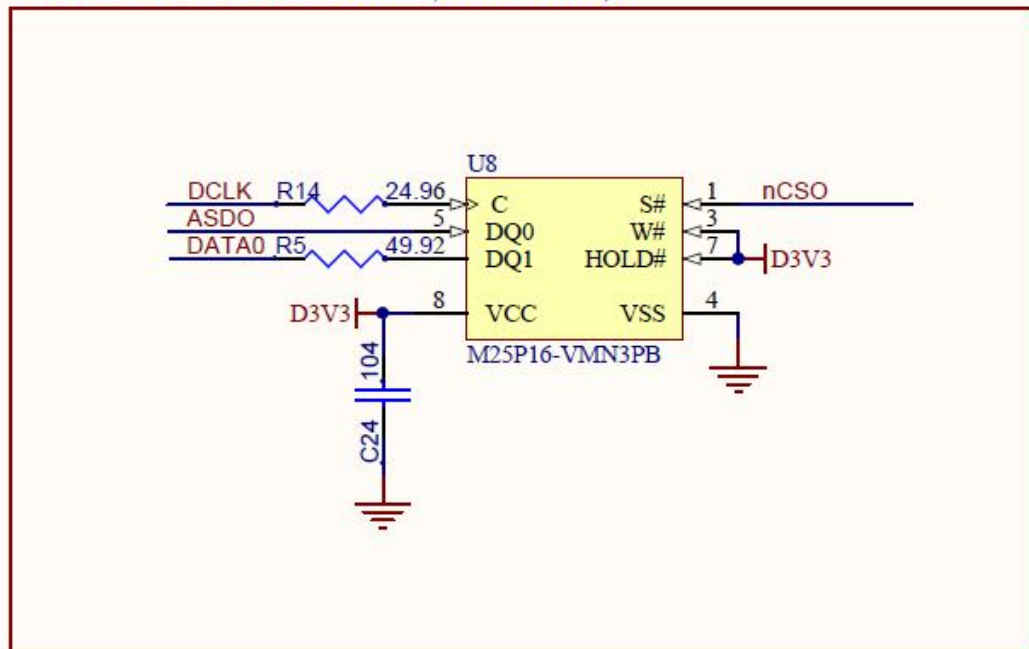 U8
DCLK R14 24.96 C S# 1 nCSO
ASDO 5 DQ0 W# 3
DATA0 R5 49.92 DQ1 HOLD# 7 D3V3
D3V3 8 VCC VSS 4
M25P16-VMN3PB
104
C24